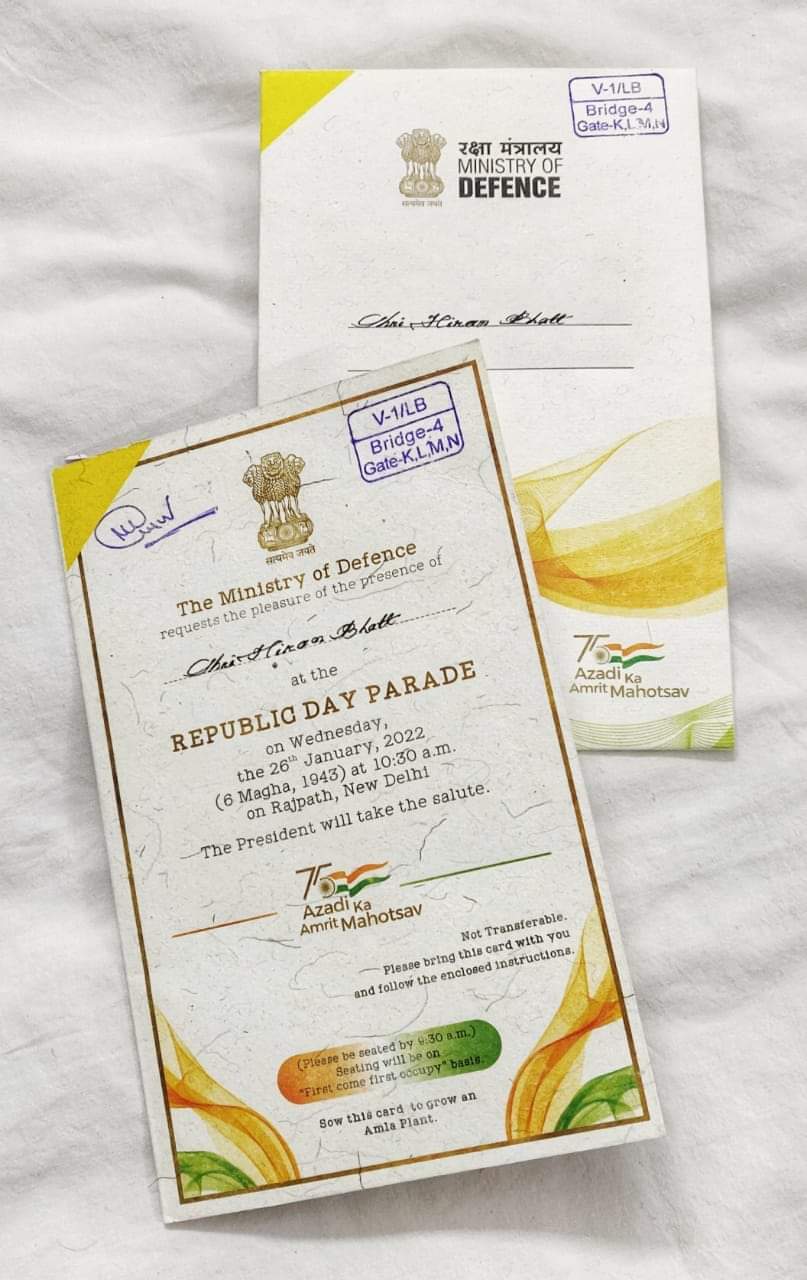 V-1/LB
Bridge-4
Gate-K,L,M,N
रक्षा मंत्रालय
MINISTRY OF
DEFENCE
सत्यमेव जयते
Shri. Hiren Bhatt
75
Azadi Ka
Amrit Mahotsav
V-1/LB
Bridge-4
Gate-K,L,M,N
सत्यमेव जयते
The Ministry of Defence
requests the pleasure of the presence of
Shri. Hiren Bhatt
at the
REPUBLIC DAY PARADE
on Wednesday,
the 26th January, 2022
(6 Magha, 1943) at 10:30 a.m.
on Rajpath, New Delhi
The President will take the salute.
75
Azadi Ka
Amrit Mahotsav
Not Transferable.
Please bring this card with you
and follow the enclosed instructions.
(Please be seated by 9:30 a.m.)
Seating will be on
"First come first occupy" basis.
Sow this card to grow an
Amla Plant.